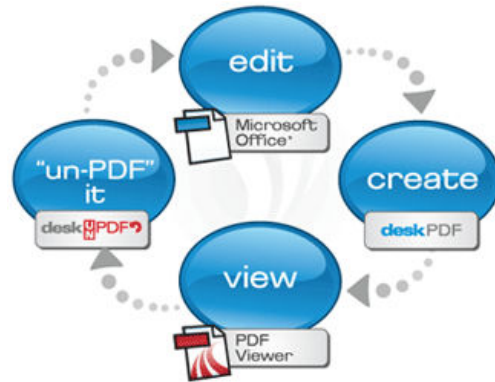 edit
Microsoft
Office*
create
deskPDF
view
PDF
Viewer
"un-PDF"
it
deskUNPDF